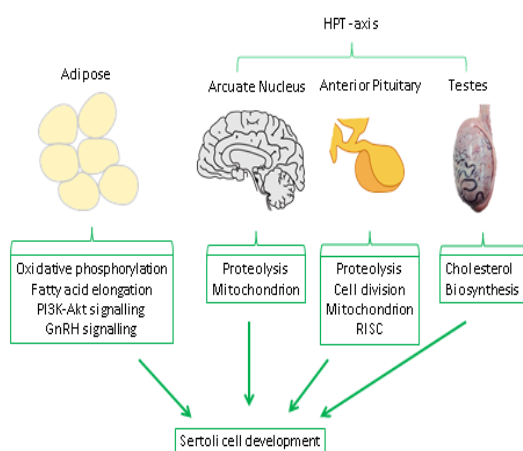 HPT -axis
Adipose
Arcuate Nucleus
Anterior Pituitary
Testes
Oxidative phosphorylation
Fatty acid elongation
PI3K-Akt signalling
GnRH signalling
Proteolysis
Mitochondrion
Proteolysis
Cell division
Mitochondrion
RISC
Cholesterol
Biosynthesis
Sertoli cell development